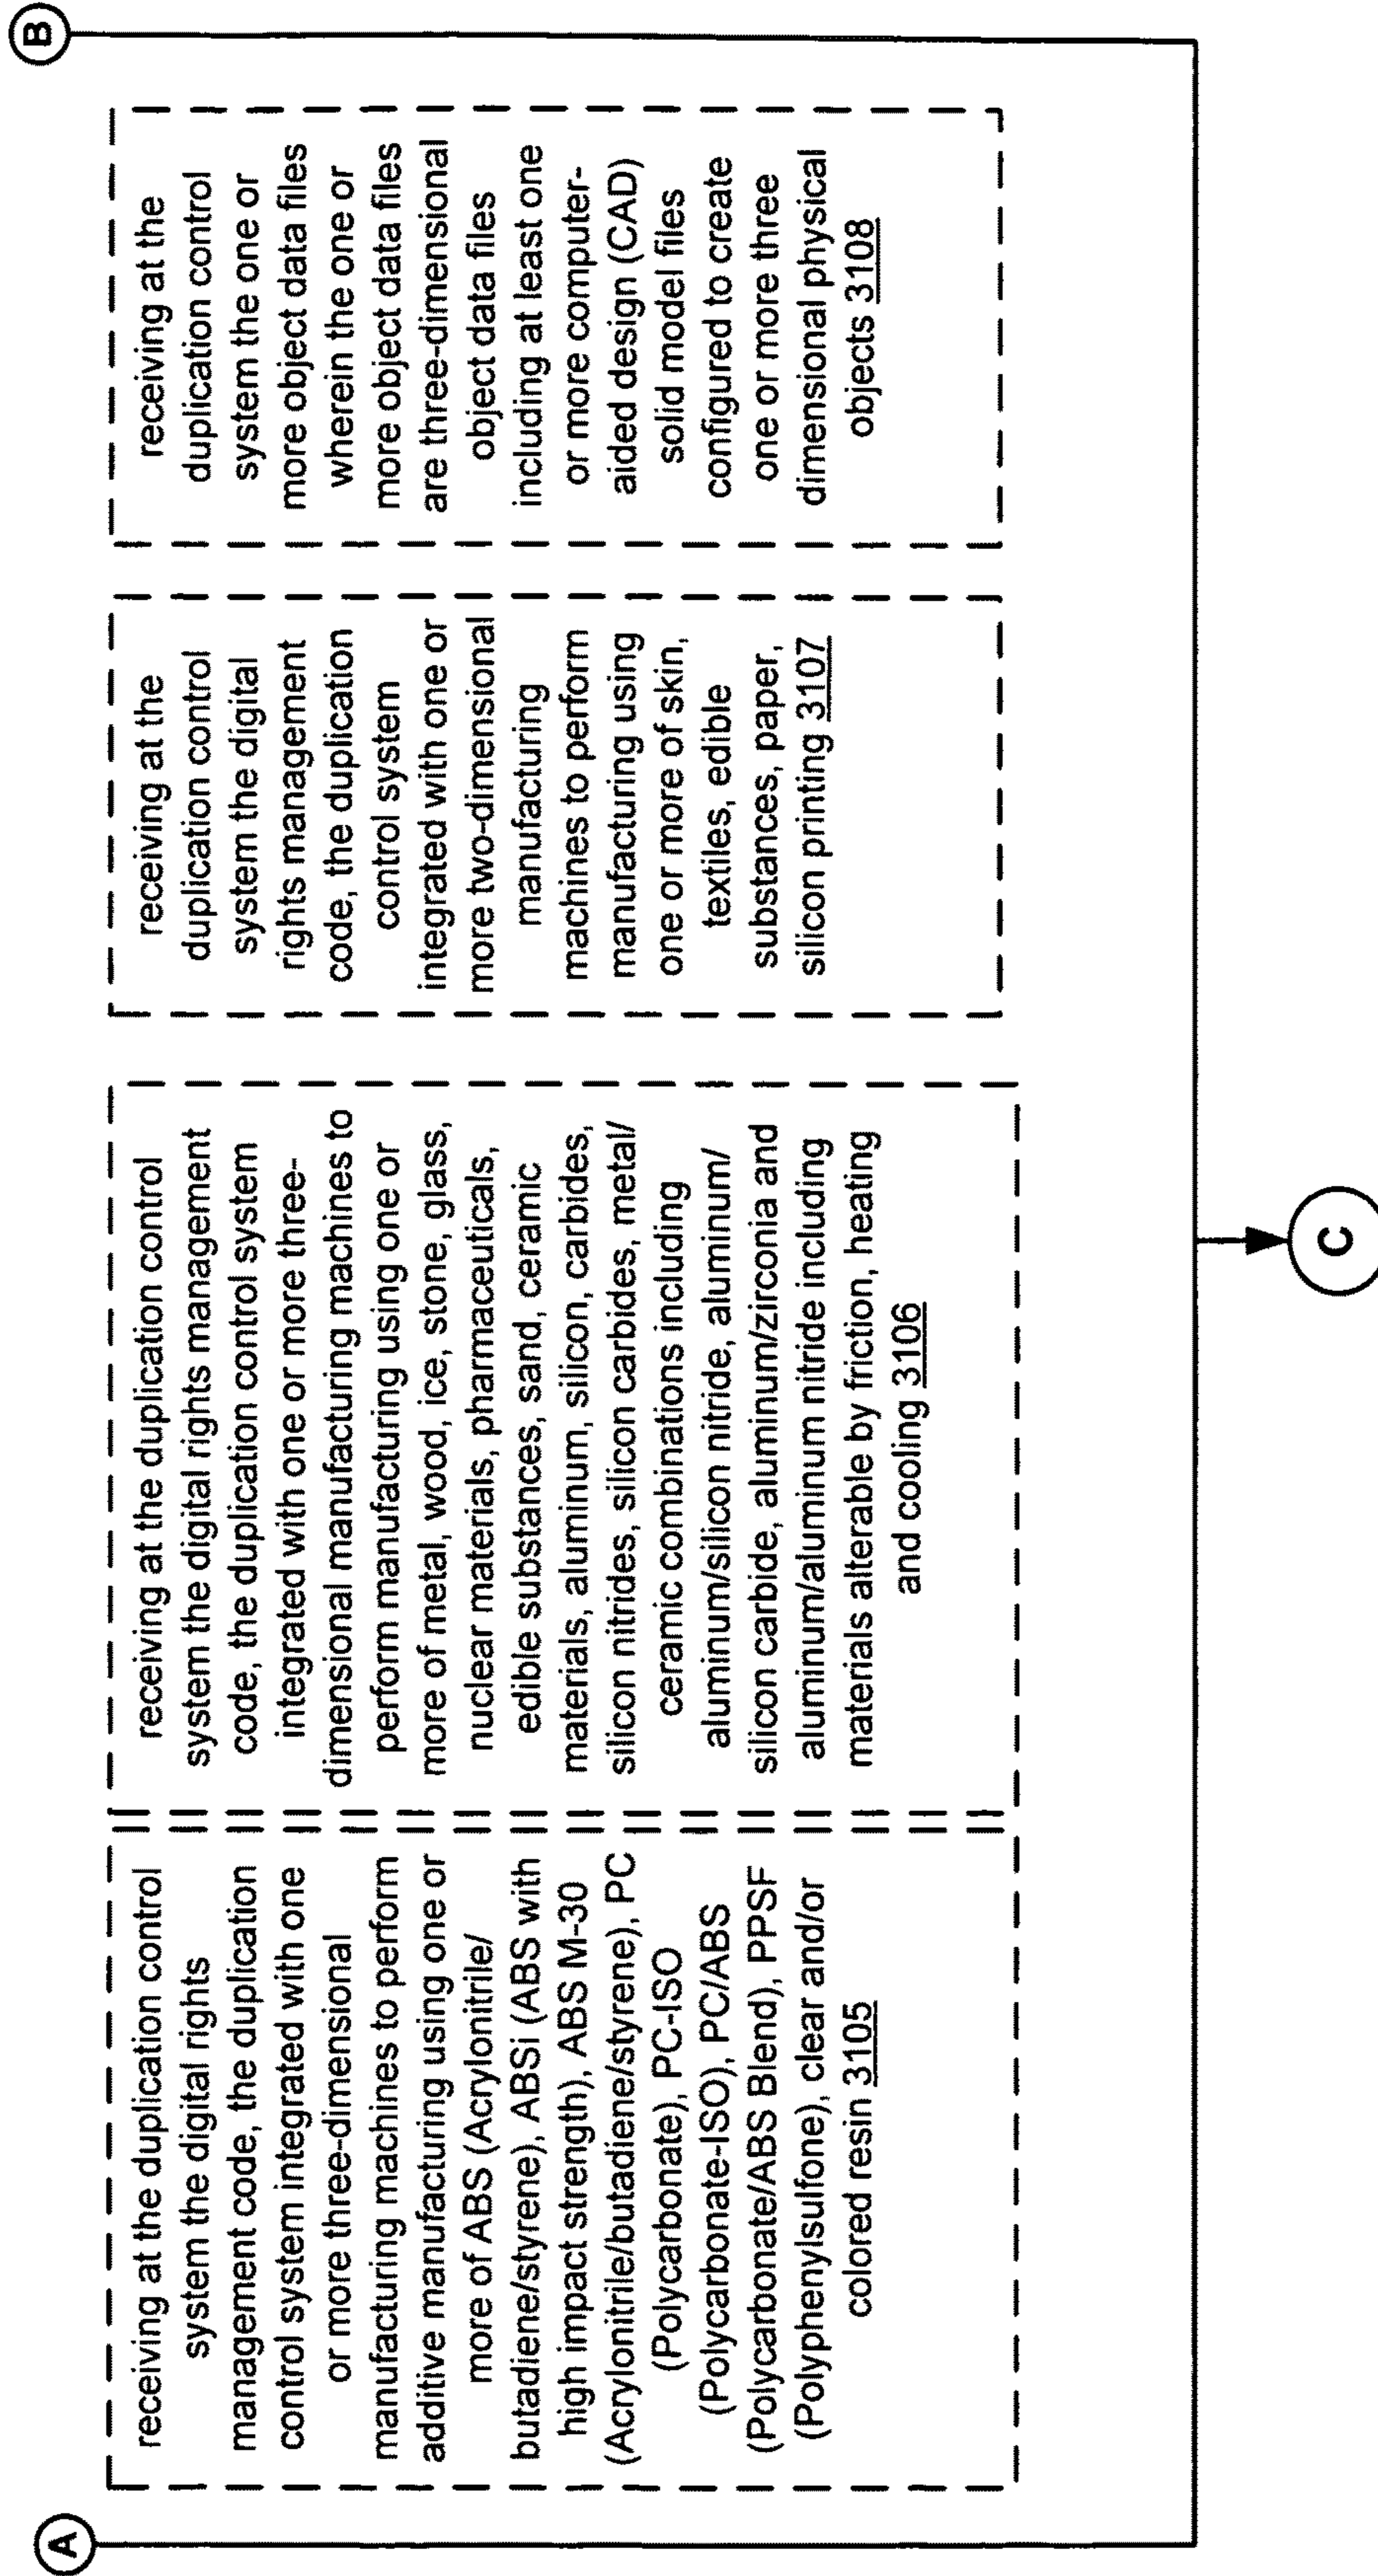 A
B
receiving at the duplication control
system the digital rights
management code, the duplication
control system integrated with one
or more three-dimensional
manufacturing machines to perform
additive manufacturing using one or
more of ABS (Acrylonitrile/
butadiene/styrene), ABSi (ABS with
high impact strength), ABS M-30
(Acrylonitrile/butadiene/styrene), PC
(Polycarbonate), PC-ISO
(Polycarbonate-ISO), PC/ABS
(Polycarbonate/ABS Blend), PPSF
(Polyphenylsulfone), clear and/or
colored resin 3105
receiving at the duplication control
system the digital rights management
code, the duplication control system
integrated with one or more three-
dimensional manufacturing machines to
perform manufacturing using one or
more of metal, wood, ice, stone, glass,
nuclear materials, pharmaceuticals,
edible substances, sand, ceramic
materials, aluminum, silicon, carbides,
silicon nitrides, silicon carbides, metal/
ceramic combinations including
aluminum/silicon nitride, aluminum/
silicon carbide, aluminum/zirconia and
aluminum/aluminum nitride including
materials alterable by friction, heating
and cooling 3106
receiving at the
duplication control
system the digital
rights management
code, the duplication
control system
integrated with one or
more two-dimensional
manufacturing
machines to perform
manufacturing using
one or more of skin,
textiles, edible
substances, paper,
silicon printing 3107
receiving at the
duplication control
system the one or
more object data files
wherein the one or
more object data files
are three-dimensional
object data files
including at least one
or more computer-
aided design (CAD)
solid model files
configured to create
one or more three
dimensional physical
objects 3108
C